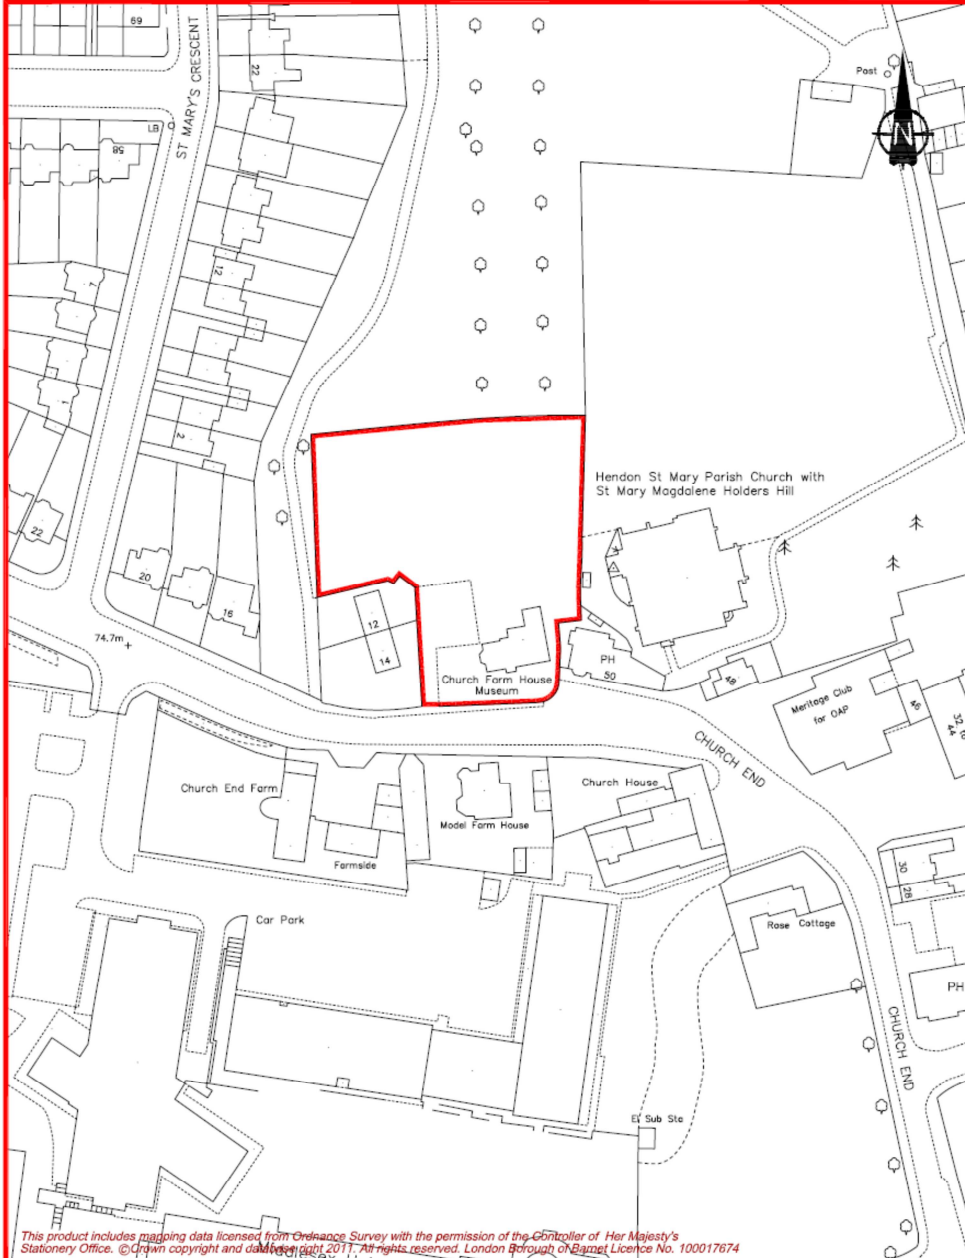 69
ST MARY'S CRESCENT
22
Post
N
LB
58
12
2
Hendon St Mary Parish Church with
St Mary Magdalene Holders Hill
22
20
16
74.7m
12
14
PH
50
Church Farm House
Museum
48
Meritage Club
for OAP
46
32
44
CHURCH END
Church End Farm
Church House
Model Farm House
Farmside
30
28
Car Park
Rose Cottage
PH
CHURCH END
El Sub Sta
This product includes mapping data licensed from Ordnance Survey with the permission of the Controller of Her Majesty's
Stationery Office. © Crown copyright and database right 2011. All rights reserved. London Borough of Barnet Licence No. 100017674